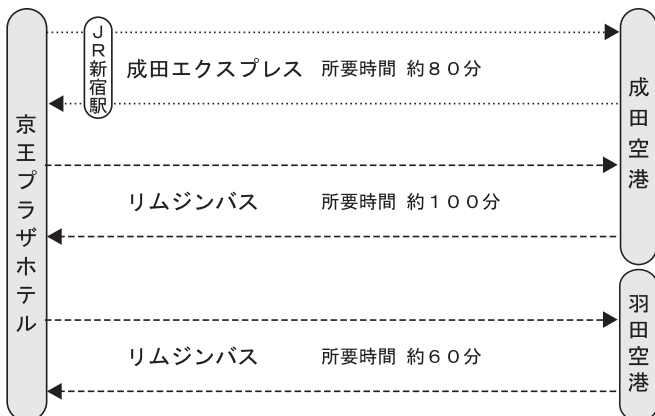 京王プラザホテル
JR新宿駅
成田エクスプレス 所要時間 約80分
リムジンバス 所要時間 約100分
成田空港
リムジンバス 所要時間 約60分
羽田空港